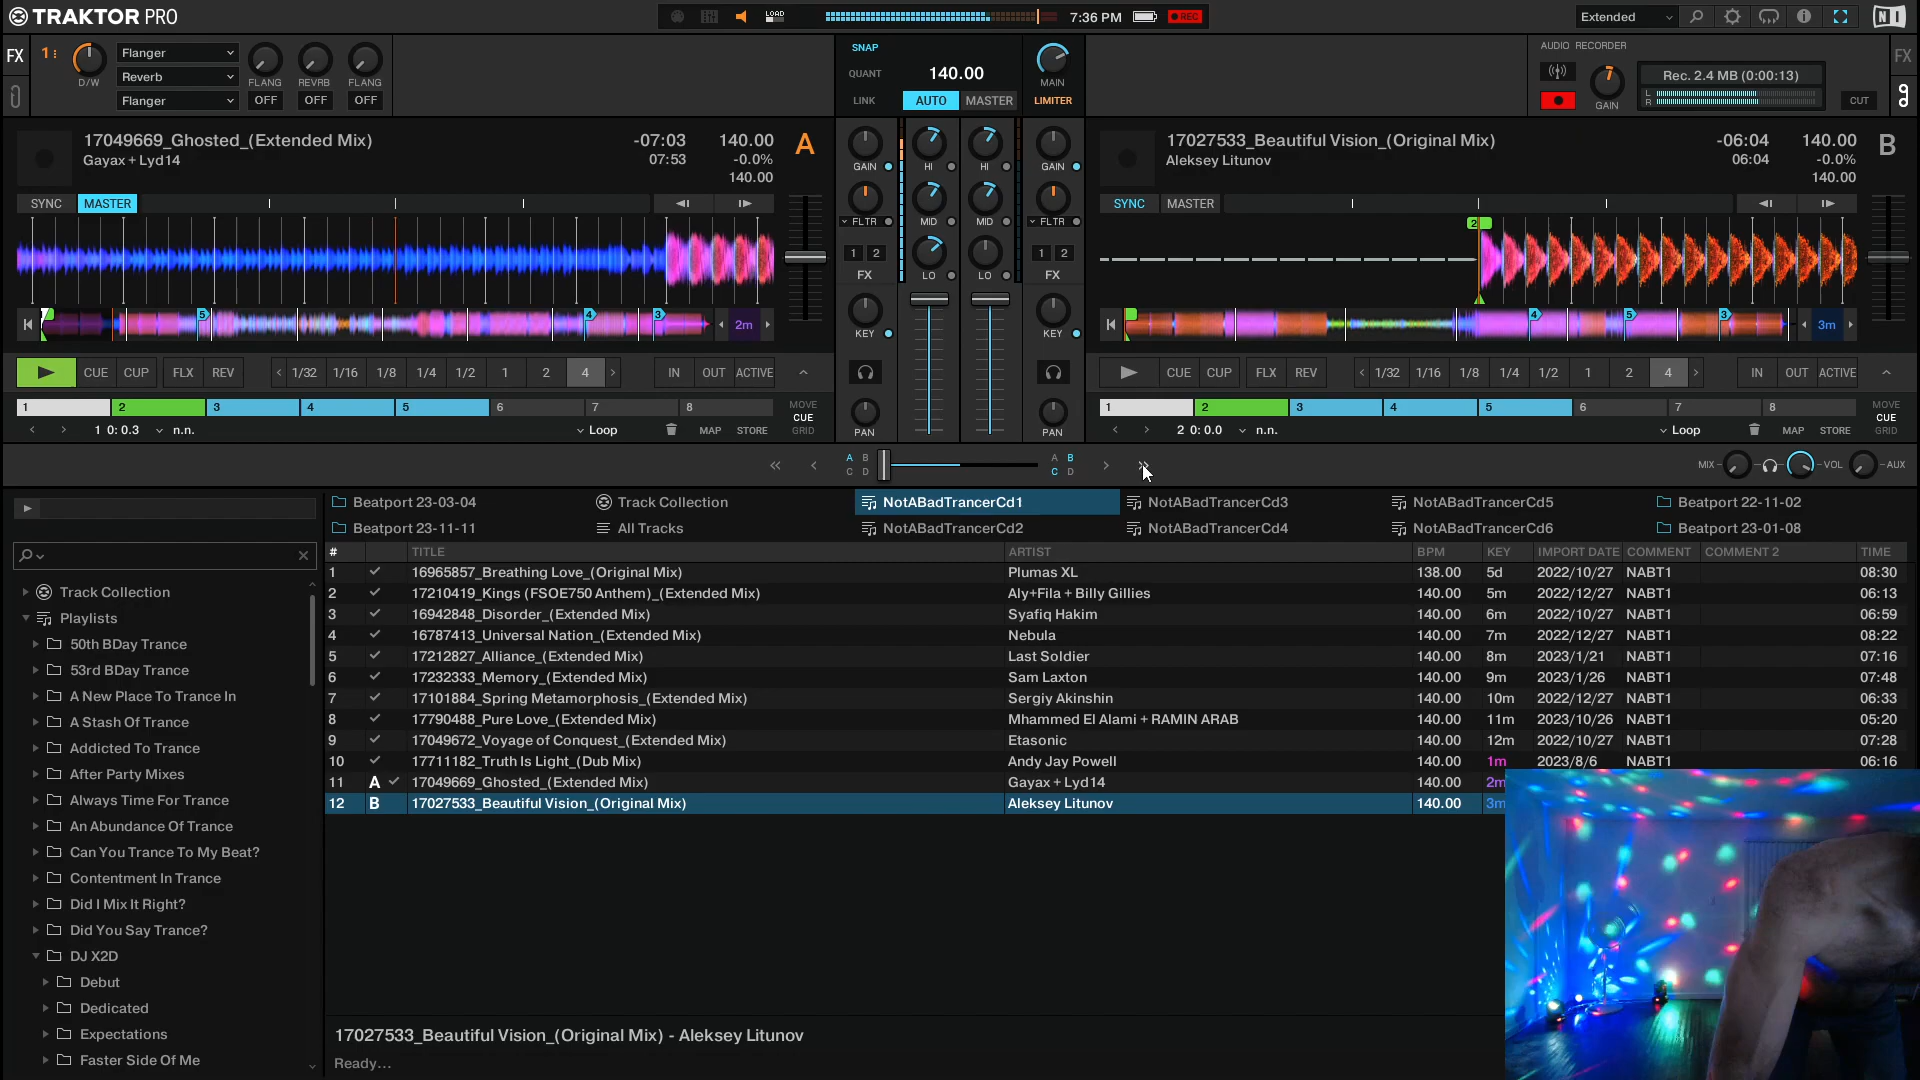 TRAKTOR PRO
LOAD
7:36 PM
REC
Extended
FX
1
D/W
Flanger
Reverb
Flanger
FLANG
REVRB
FLANG
OFF
OFF
OFF
SNAP
QUANT
LINK
140.00
AUTO
MASTER
MAIN
LIMITER
AUDIO RECORDER
GAIN
Rec. 2.4 MB (0:00:13)
L
R
CUT
FX
17049669_Ghosted_(Extended Mix)
Gayax + Lyd14
-07:03
07:53
140.00
-0.0%
140.00
A
SYNC
MASTER
5
4
3
2m
CUE
CUP
FLX
REV
1/32
1/16
1/8
1/4
1/2
1
2
4
IN
OUT
ACTIVE
1
2
3
4
5
6
7
8
MOVE
CUE
GRID
1 0: 0.3
n.n.
Loop
MAP
STORE
GAIN
HI
HI
GAIN
FLTR
MID
MID
FLTR
1 2
LO
LO
1 2
FX
FX
KEY
KEY
PAN
PAN
17027533_Beautiful Vision_(Original Mix)
Aleksey Litunov
-06:04
06:04
140.00
-0.0%
140.00
B
SYNC
MASTER
2
4
5
3
3m
CUE
CUP
FLX
REV
1/32
1/16
1/8
1/4
1/2
1
2
4
IN
OUT
ACTIVE
1
2
3
4
5
6
7
8
MOVE
CUE
GRID
2 0: 0.0
n.n.
Loop
MAP
STORE
A B
C D
A B
C D
MIX
VOL
AUX
Beatport 23-03-04
Track Collection
NotABadTrancerCd1
NotABadTrancerCd3
NotABadTrancerCd5
Beatport 22-11-02
Beatport 23-11-11
All Tracks
NotABadTrancerCd2
NotABadTrancerCd4
NotABadTrancerCd6
Beatport 23-01-08
Track Collection
Playlists
50th BDay Trance
53rd BDay Trance
A New Place To Trance In
A Stash Of Trance
Addicted To Trance
After Party Mixes
Always Time For Trance
An Abundance Of Trance
Can You Trance To My Beat?
Contentment In Trance
Did I Mix It Right?
Did You Say Trance?
DJ X2D
Debut
Dedicated
Expectations
Faster Side Of Me
# TITLE ARTIST BPM KEY IMPORT DATE COMMENT COMMENT 2 TIME
1 16965857_Breathing Love_(Original Mix) Plumas XL 138.00 5d 2022/10/27 NABT1 08:30
2 17210419_Kings (FSOE750 Anthem)_(Extended Mix) Aly+Fila + Billy Gillies 140.00 5m 2022/12/27 NABT1 06:13
3 16942848_Disorder_(Extended Mix) Syafiq Hakim 140.00 6m 2022/10/27 NABT1 06:59
4 16787413_Universal Nation_(Extended Mix) Nebula 140.00 7m 2022/12/27 NABT1 08:22
5 17212827_Alliance_(Extended Mix) Last Soldier 140.00 8m 2023/1/21 NABT1 07:16
6 17232333_Memory_(Extended Mix) Sam Laxton 140.00 9m 2023/1/26 NABT1 07:48
7 17101884_Spring Metamorphosis_(Extended Mix) Sergiy Akinshin 140.00 10m 2022/12/27 NABT1 06:33
8 17790488_Pure Love_(Extended Mix) Mhammed El Alami + RAMIN ARAB 140.00 11m 2023/10/26 NABT1 05:20
9 17049672_Voyage of Conquest_(Extended Mix) Etasonic 140.00 12m 2022/10/27 NABT1 07:28
10 17711182_Truth Is Light_(Dub Mix) Andy Jay Powell 140.00 1m 2023/8/6 NABT1 06:16
11 A 17049669_Ghosted_(Extended Mix) Gayax + Lyd14 140.00 2m
12 B 17027533_Beautiful Vision_(Original Mix) Aleksey Litunov 140.00 3m
17027533_Beautiful Vision_(Original Mix) - Aleksey Litunov
Ready...